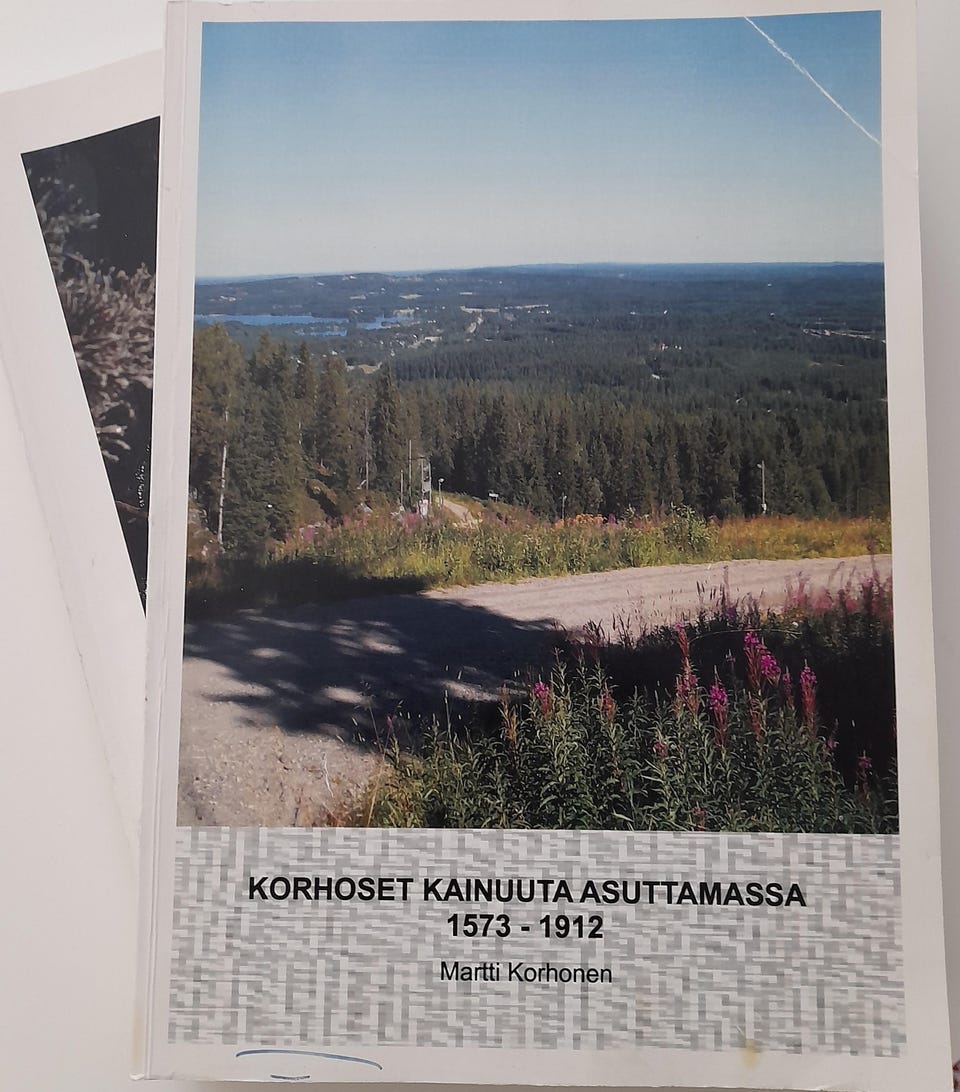 KORHOSET KAINUUTA ASUTTAMASSA
1573 - 1912
Martti Korhonen